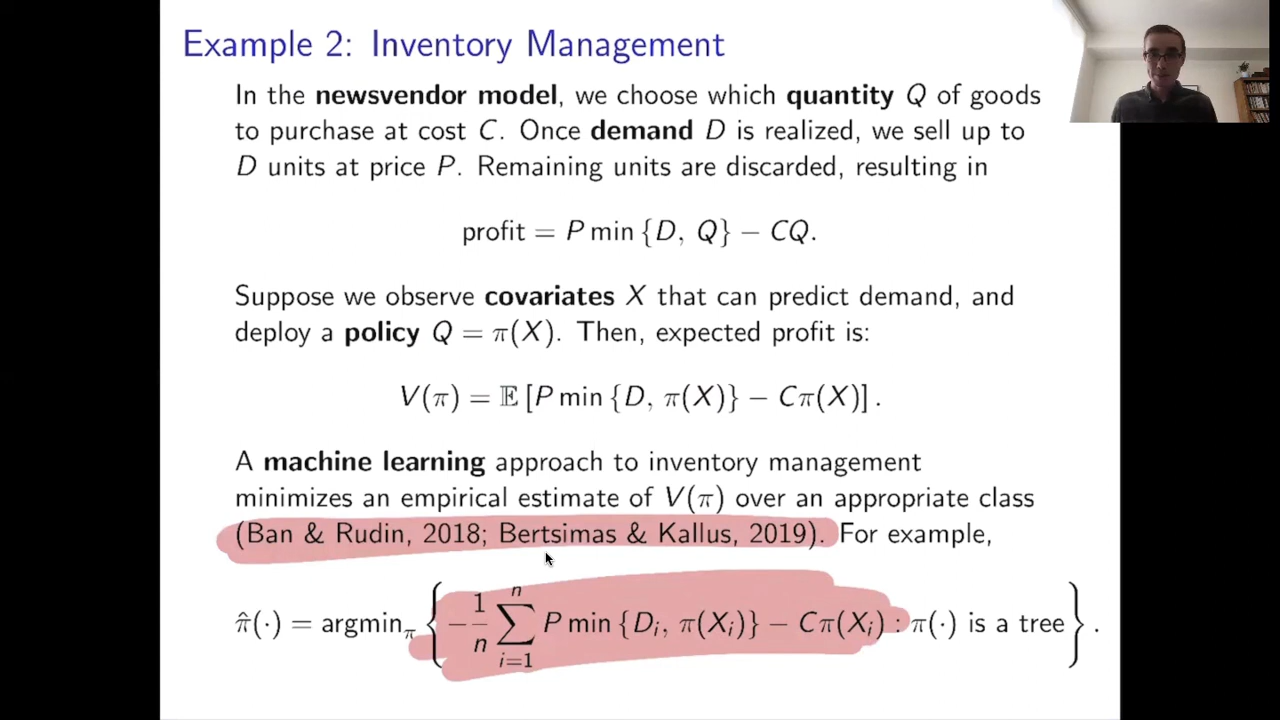 Example 2: Inventory Management
In the newsvendor model, we choose which quantity Q of goods
to purchase at cost C. Once demand D is realized, we sell up to
D units at price P. Remaining units are discarded, resulting in
profit = P min {D, Q} − CQ.
Suppose we observe covariates X that can predict demand, and
deploy a policy Q = π(X). Then, expected profit is:
V(π) = 𝔼 [P min {D, π(X)} − Cπ(X)] .
A machine learning approach to inventory management
minimizes an empirical estimate of V(π) over an appropriate class
(Ban & Rudin, 2018; Bertsimas & Kallus, 2019). For example,
π̂(·) = argmin_π { −1/n ∑_{i=1}^{n} P min {D_i, π(X_i)} − Cπ(X_i) : π(·) is a tree } .